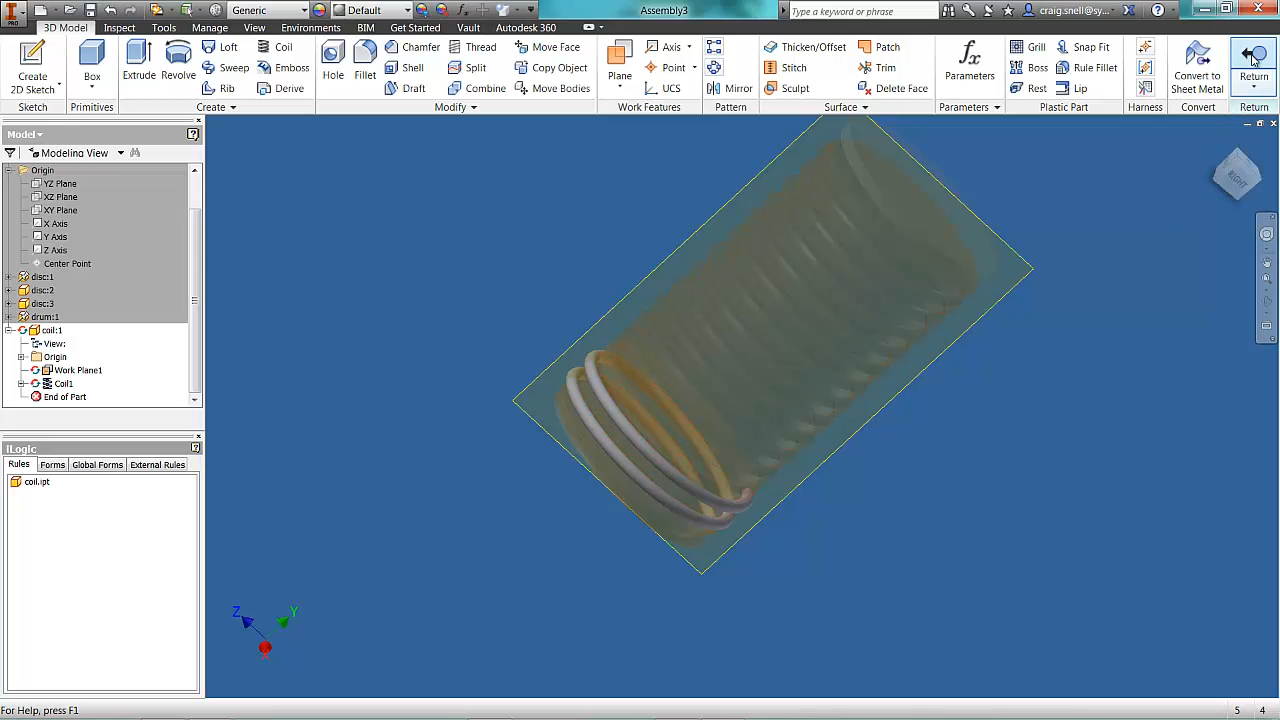 PRO
Generic
Default
Assembly3
Type a keyword or phrase
craig.snell@sy...
3D Model
Inspect
Tools
Manage
View
Environments
BIM
Get Started
Vault
Autodesk 360
Create
2D Sketch
Box
Extrude
Revolve
Loft
Sweep
Rib
Coil
Emboss
Derive
Hole
Fillet
Chamfer
Shell
Draft
Thread
Split
Combine
Move Face
Copy Object
Move Bodies
Plane
Axis
Point
UCS
Mirror
Thicken/Offset
Stitch
Sculpt
Patch
Trim
Delete Face
fx
Parameters
Grill
Boss
Rest
Snap Fit
Rule Fillet
Lip
Convert to
Sheet Metal
Return
Sketch
Primitives
Create
Modify
Work Features
Pattern
Surface
Parameters
Plastic Part
Harness
Convert
Return
Model
Modeling View
Origin
YZ Plane
XZ Plane
XY Plane
X Axis
Y Axis
Z Axis
Center Point
disc:1
disc:2
disc:3
drum:1
coil:1
View:
Origin
Work Plane1
Coil1
End of Part
iLogic
Rules
Forms
Global Forms
External Rules
coil.ipt
RIGHT
Z
Y
X
For Help, press F1
5
4